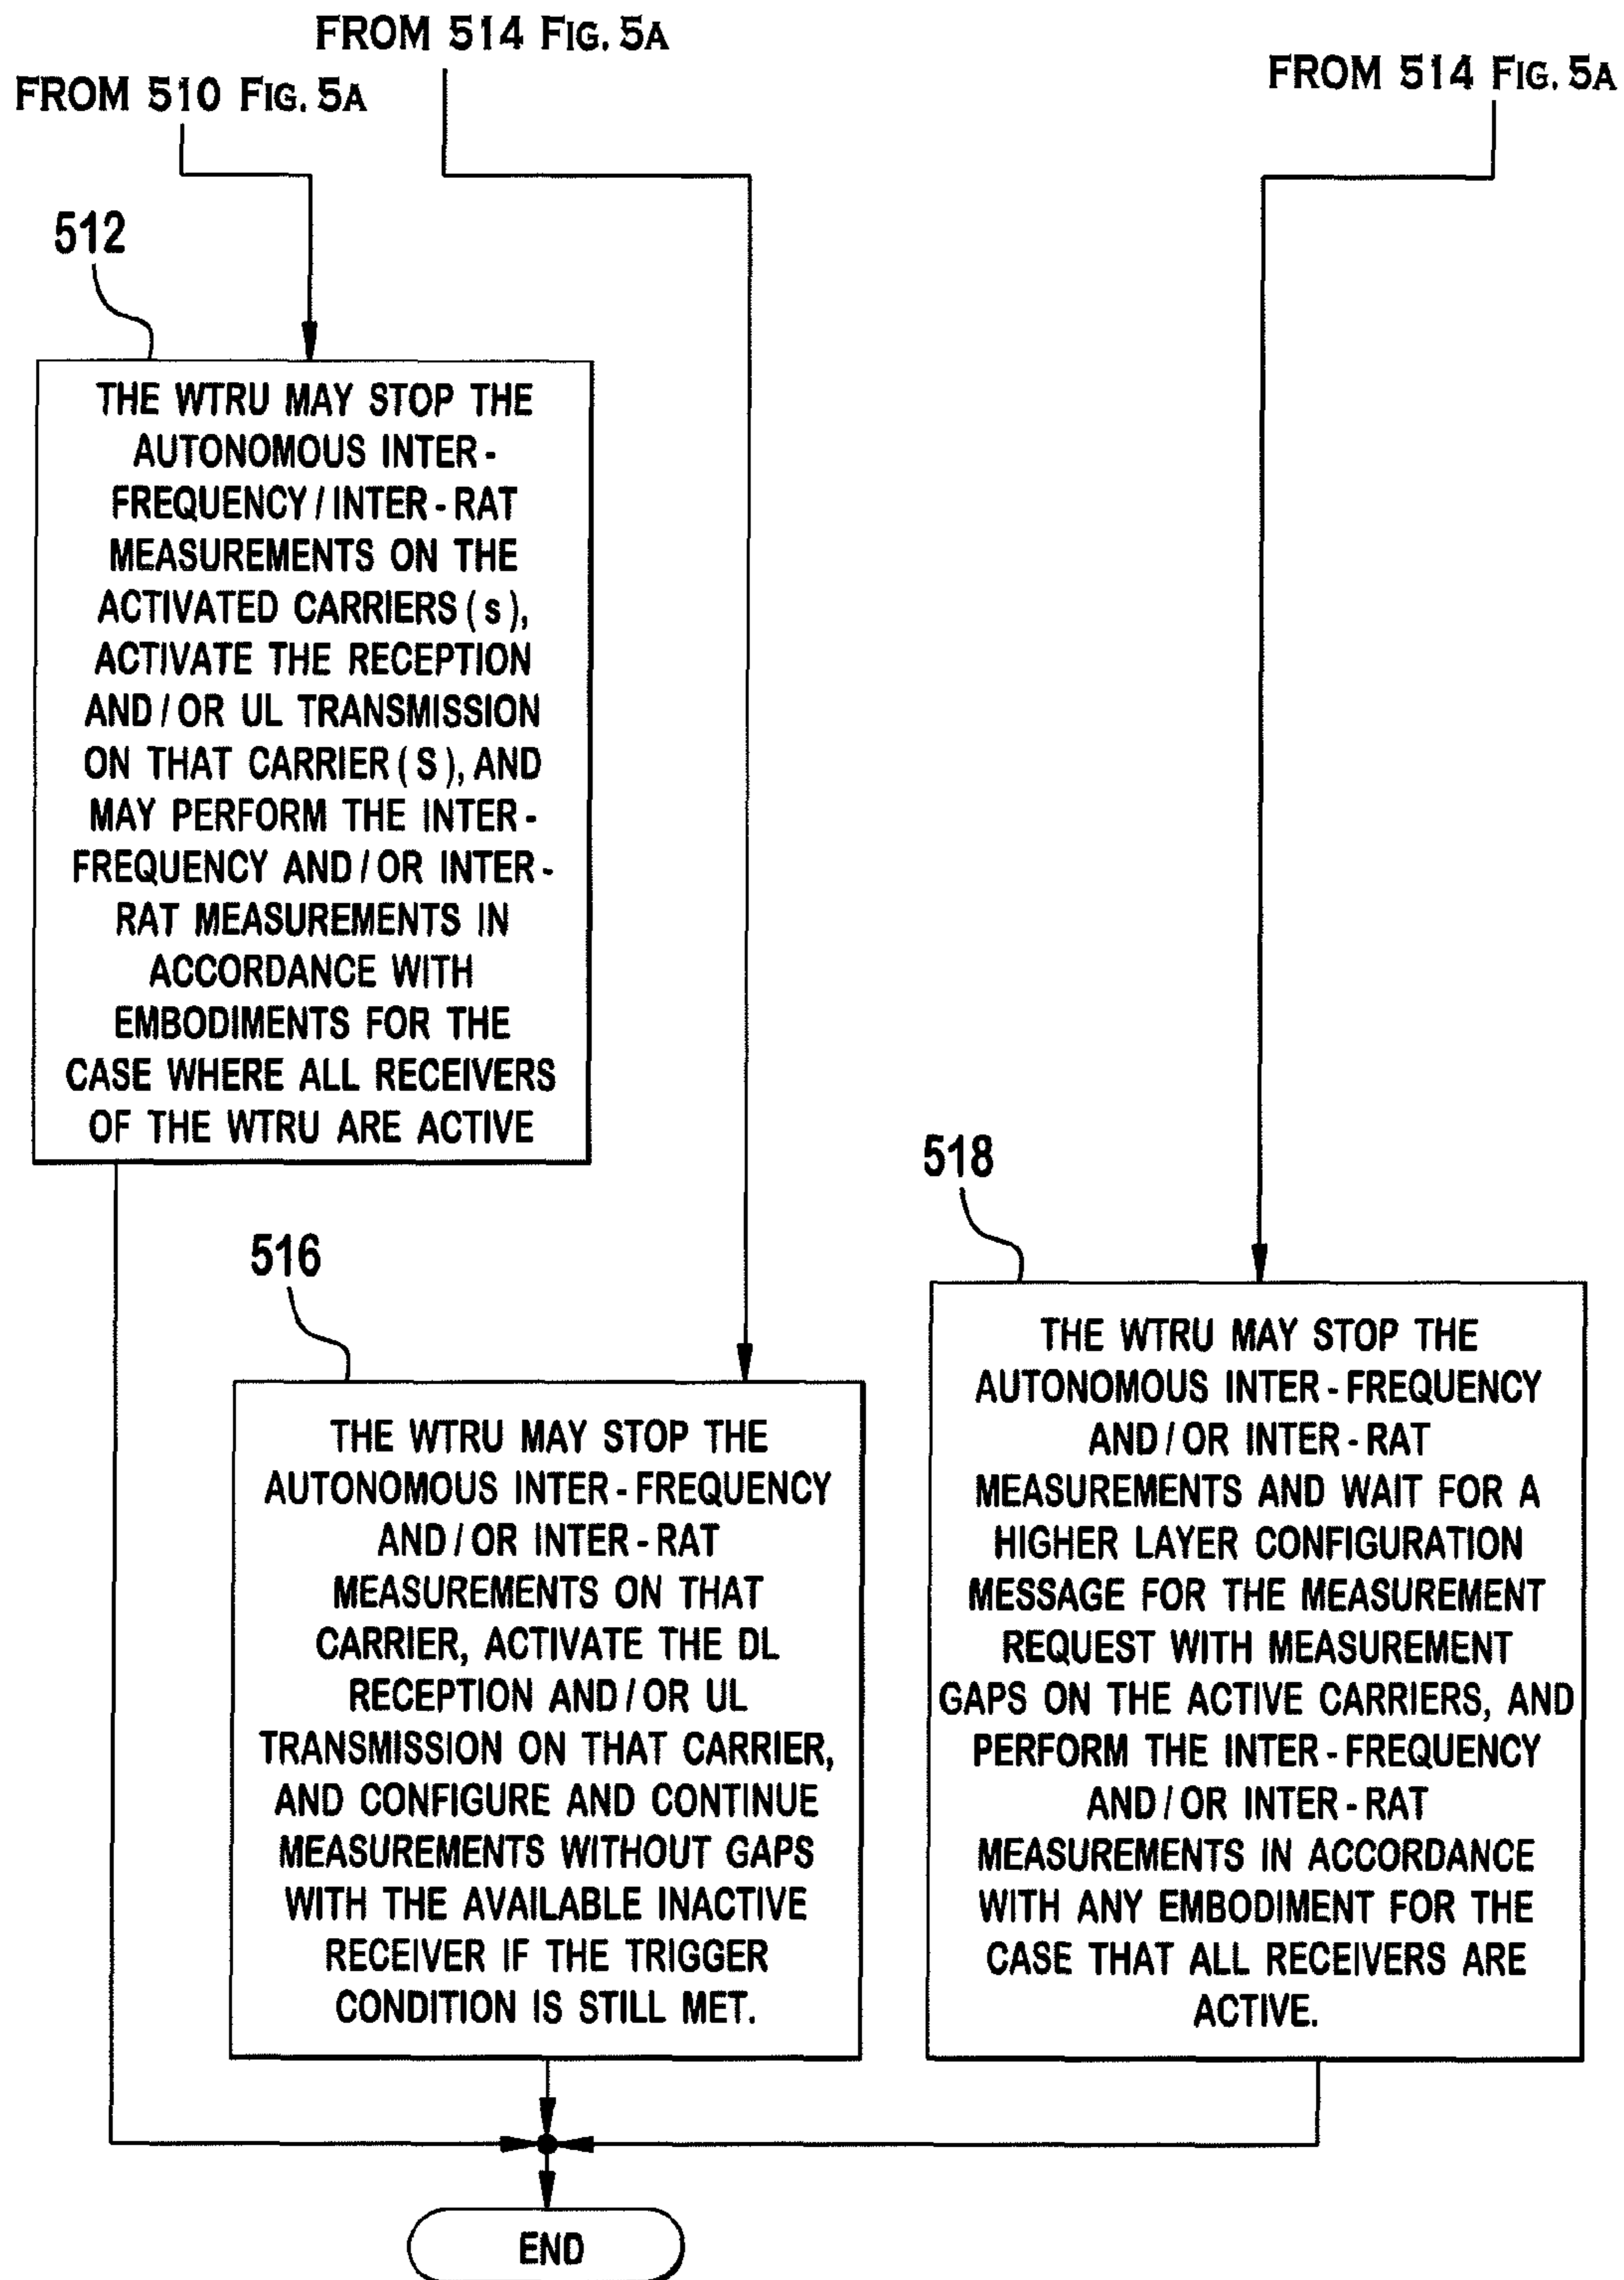 FROM 514 FIG. 5A
FROM 510 FIG. 5A
FROM 514 FIG. 5A
512
THE WTRU MAY STOP THE
AUTONOMOUS INTER -
FREQUENCY / INTER - RAT
MEASUREMENTS ON THE
ACTIVATED CARRIERS ( s ),
ACTIVATE THE RECEPTION
AND / OR UL TRANSMISSION
ON THAT CARRIER ( S ), AND
MAY PERFORM THE INTER -
FREQUENCY AND / OR INTER -
RAT MEASUREMENTS IN
ACCORDANCE WITH
EMBODIMENTS FOR THE
CASE WHERE ALL RECEIVERS
OF THE WTRU ARE ACTIVE
516
THE WTRU MAY STOP THE
AUTONOMOUS INTER - FREQUENCY
AND / OR INTER - RAT
MEASUREMENTS ON THAT
CARRIER, ACTIVATE THE DL
RECEPTION AND / OR UL
TRANSMISSION ON THAT CARRIER,
AND CONFIGURE AND CONTINUE
MEASUREMENTS WITHOUT GAPS
WITH THE AVAILABLE INACTIVE
RECEIVER IF THE TRIGGER
CONDITION IS STILL MET.
518
THE WTRU MAY STOP THE
AUTONOMOUS INTER - FREQUENCY
AND / OR INTER - RAT
MEASUREMENTS AND WAIT FOR A
HIGHER LAYER CONFIGURATION
MESSAGE FOR THE MEASUREMENT
REQUEST WITH MEASUREMENT
GAPS ON THE ACTIVE CARRIERS, AND
PERFORM THE INTER - FREQUENCY
AND / OR INTER - RAT
MEASUREMENTS IN ACCORDANCE
WITH ANY EMBODIMENT FOR THE
CASE THAT ALL RECEIVERS ARE
ACTIVE.
END